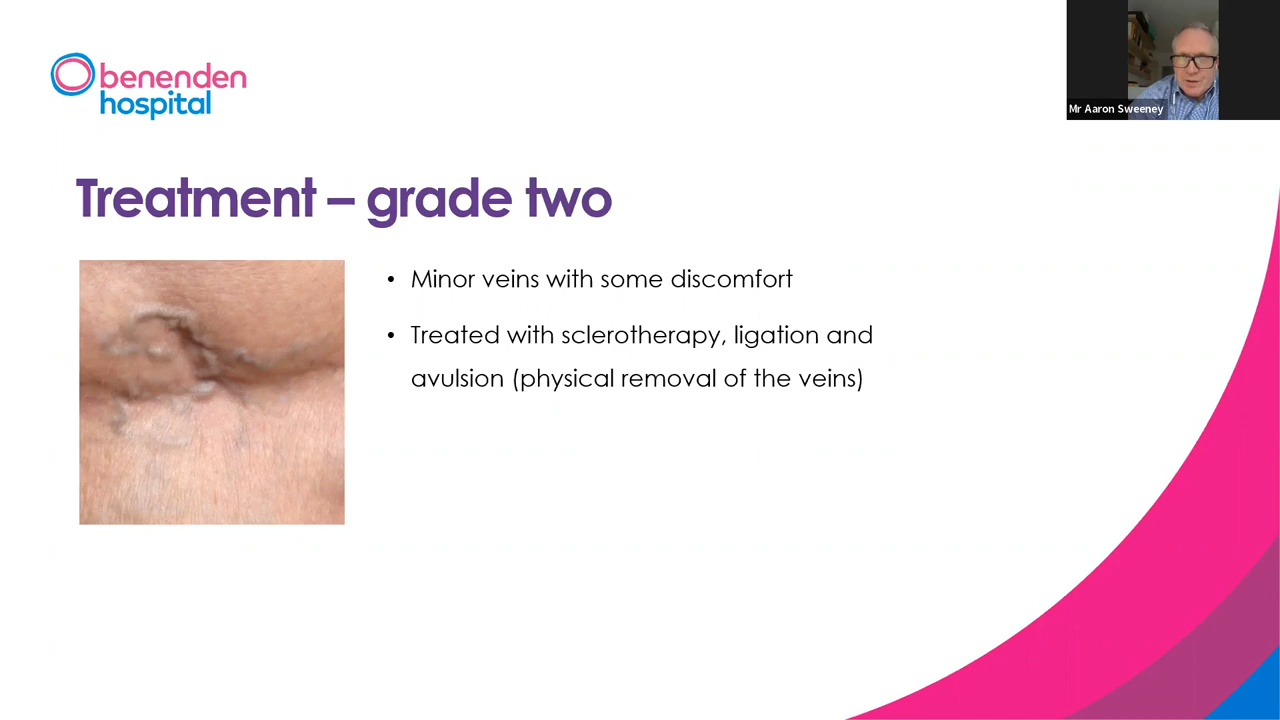 benenden
hospital
Mr Aaron Sweeney
Treatment – grade two
• Minor veins with some discomfort
• Treated with sclerotherapy, ligation and
avulsion (physical removal of the veins)